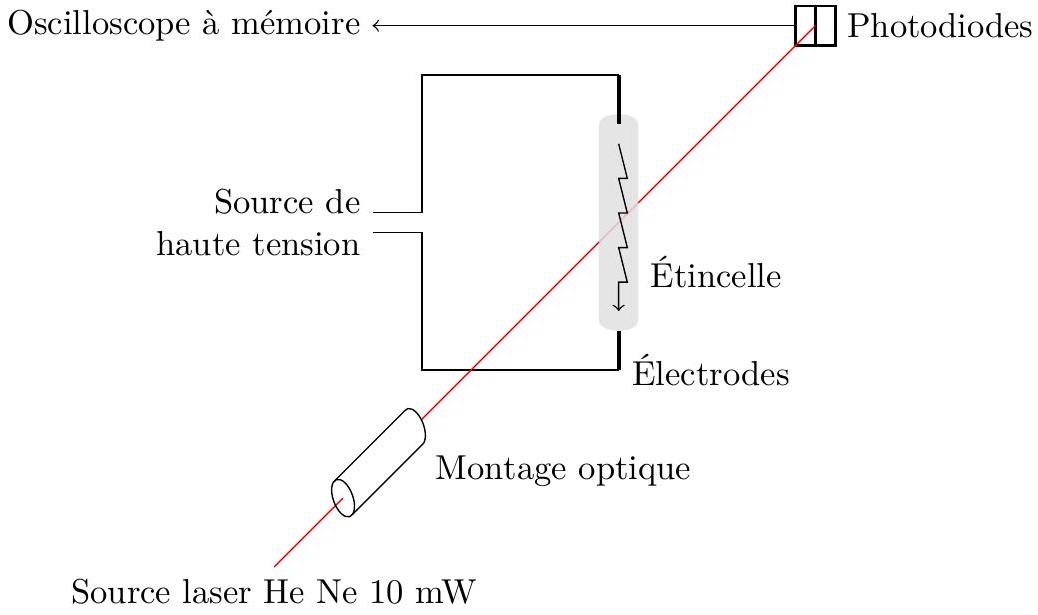 Oscilloscope à mémoire
Photodiodes
Source de
haute tension
Étincelle
Électrodes
Montage optique
Source laser He Ne 10 mW